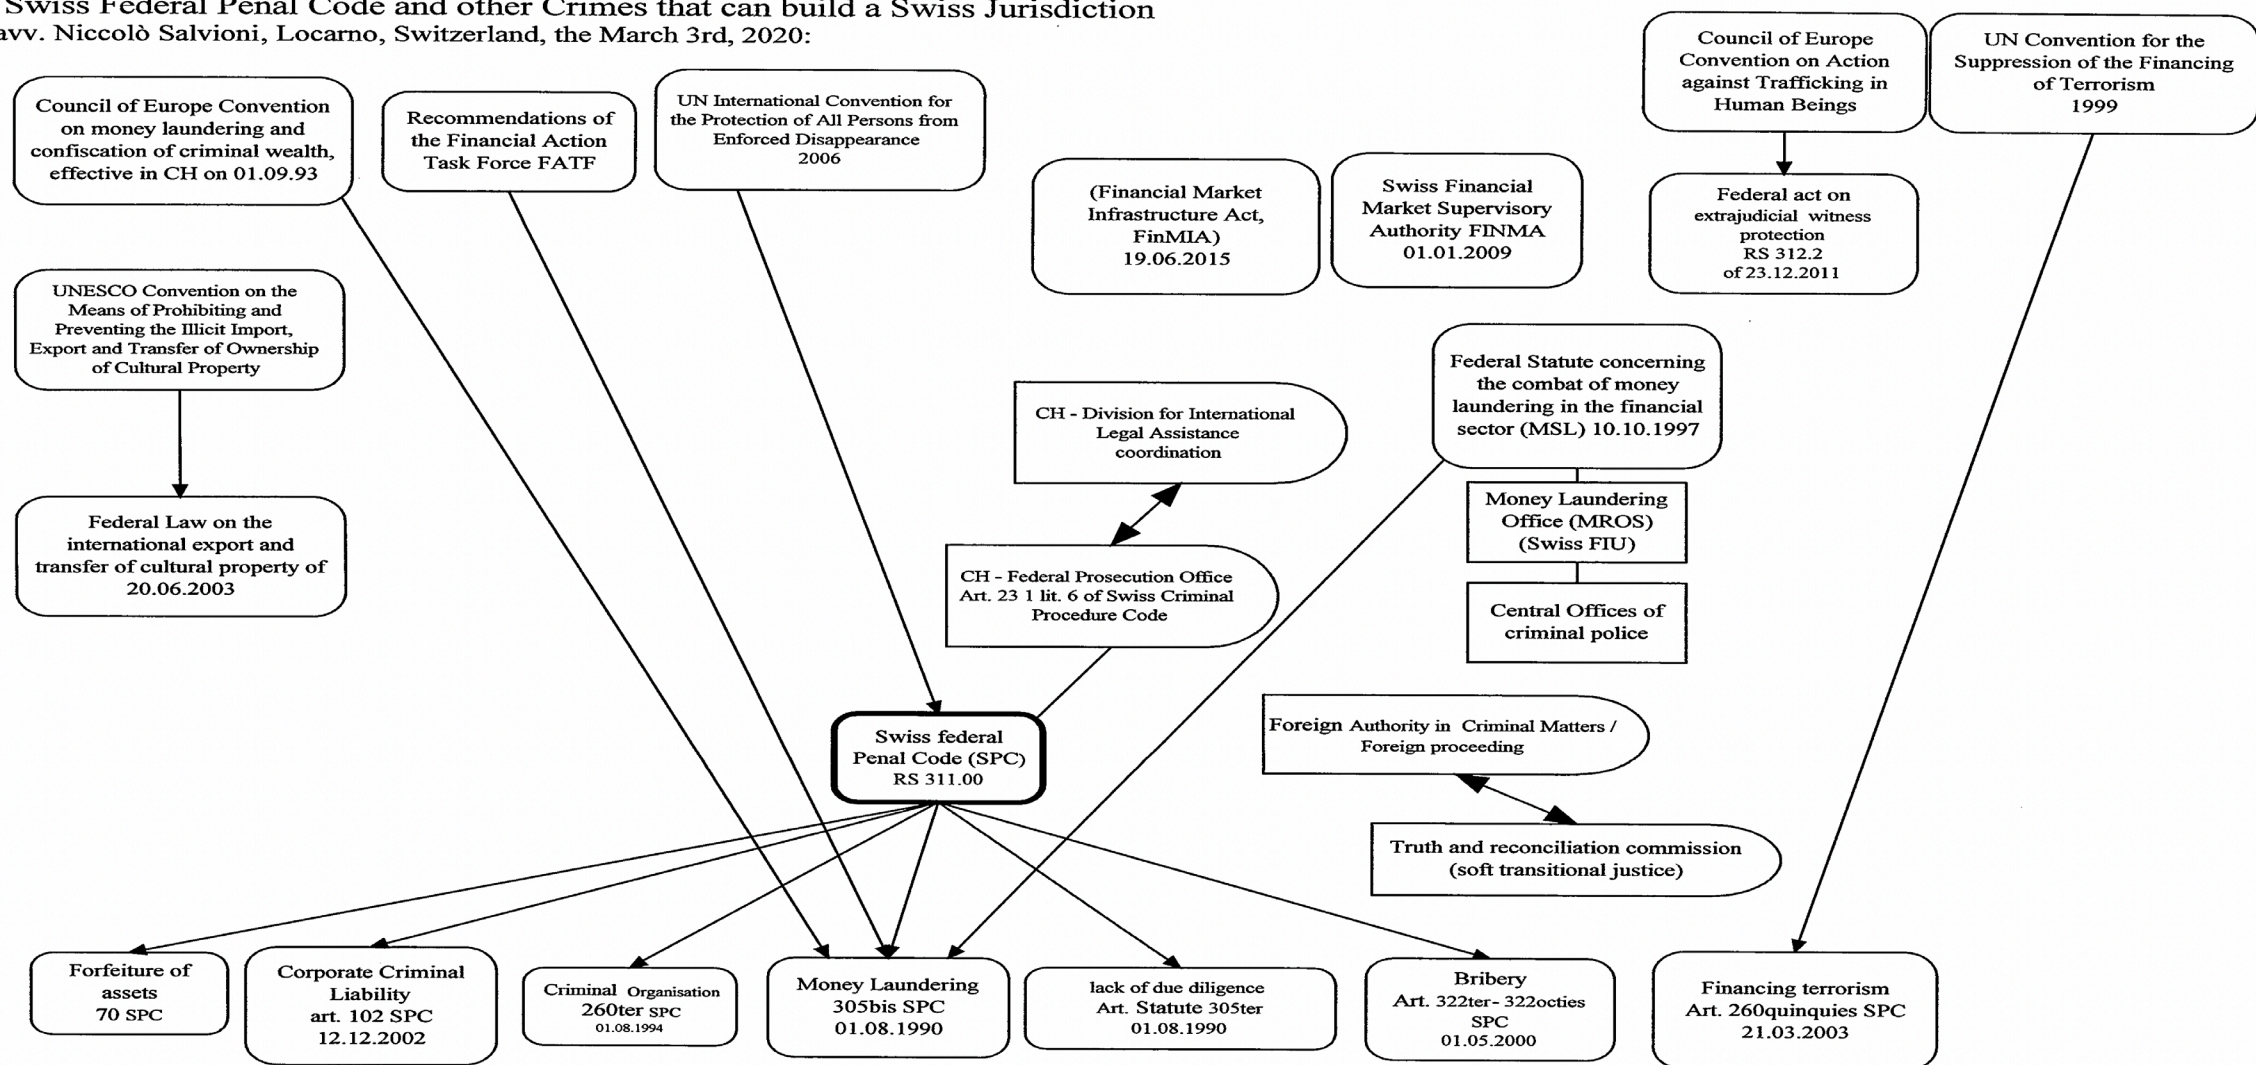 Swiss Federal Penal Code and other Crimes that can build a Swiss Jurisdiction
avv. Niccolò Salvioni, Locarno, Switzerland, the March 3rd, 2020:
Council of Europe Convention
on money laundering and
confiscation of criminal wealth,
effective in CH on 01.09.93
Recommendations of
the Financial Action
Task Force FATF
UN International Convention for
the Protection of All Persons from
Enforced Disappearance
2006
(Financial Market
Infrastructure Act,
FinMIA)
19.06.2015
Swiss Financial
Market Supervisory
Authority FINMA
01.01.2009
Council of Europe
Convention on Action
against Trafficking in
Human Beings
UN Convention for the
Suppression of the Financing
of Terrorism
1999
Federal act on
extrajudicial witness
protection
RS 312.2
of 23.12.2011
UNESCO Convention on the
Means of Prohibiting and
Preventing the Illicit Import,
Export and Transfer of Ownership
of Cultural Property
Federal Law on the
international export and
transfer of cultural property of
20.06.2003
CH - Division for International
Legal Assistance
coordination
Federal Statute concerning
the combat of money
laundering in the financial
sector (MSL) 10.10.1997
Money Laundering
Office (MROS)
(Swiss FIU)
Central Offices of
criminal police
CH - Federal Prosecution Office
Art. 23 1 lit. 6 of Swiss Criminal
Procedure Code
Swiss federal
Penal Code (SPC)
RS 311.00
Foreign Authority in Criminal Matters /
Foreign proceeding
Truth and reconciliation commission
(soft transitional justice)
Forfeiture of
assets
70 SPC
Corporate Criminal
Liability
art. 102 SPC
12.12.2002
Criminal Organisation
260ter SPC
01.08.1994
Money Laundering
305bis SPC
01.08.1990
lack of due diligence
Art. Statute 305ter
01.08.1990
Bribery
Art. 322ter- 322octies
SPC
01.05.2000
Financing terrorism
Art. 260quinquies SPC
21.03.2003